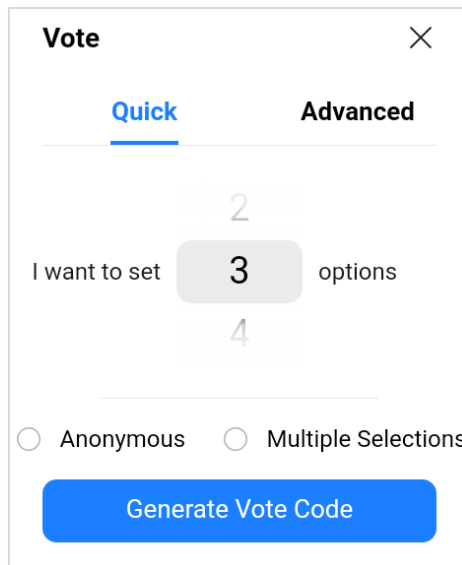 Vote
Quick Advanced
2
I want to set 3 options
4
Anonymous Multiple Selections
Generate Vote Code